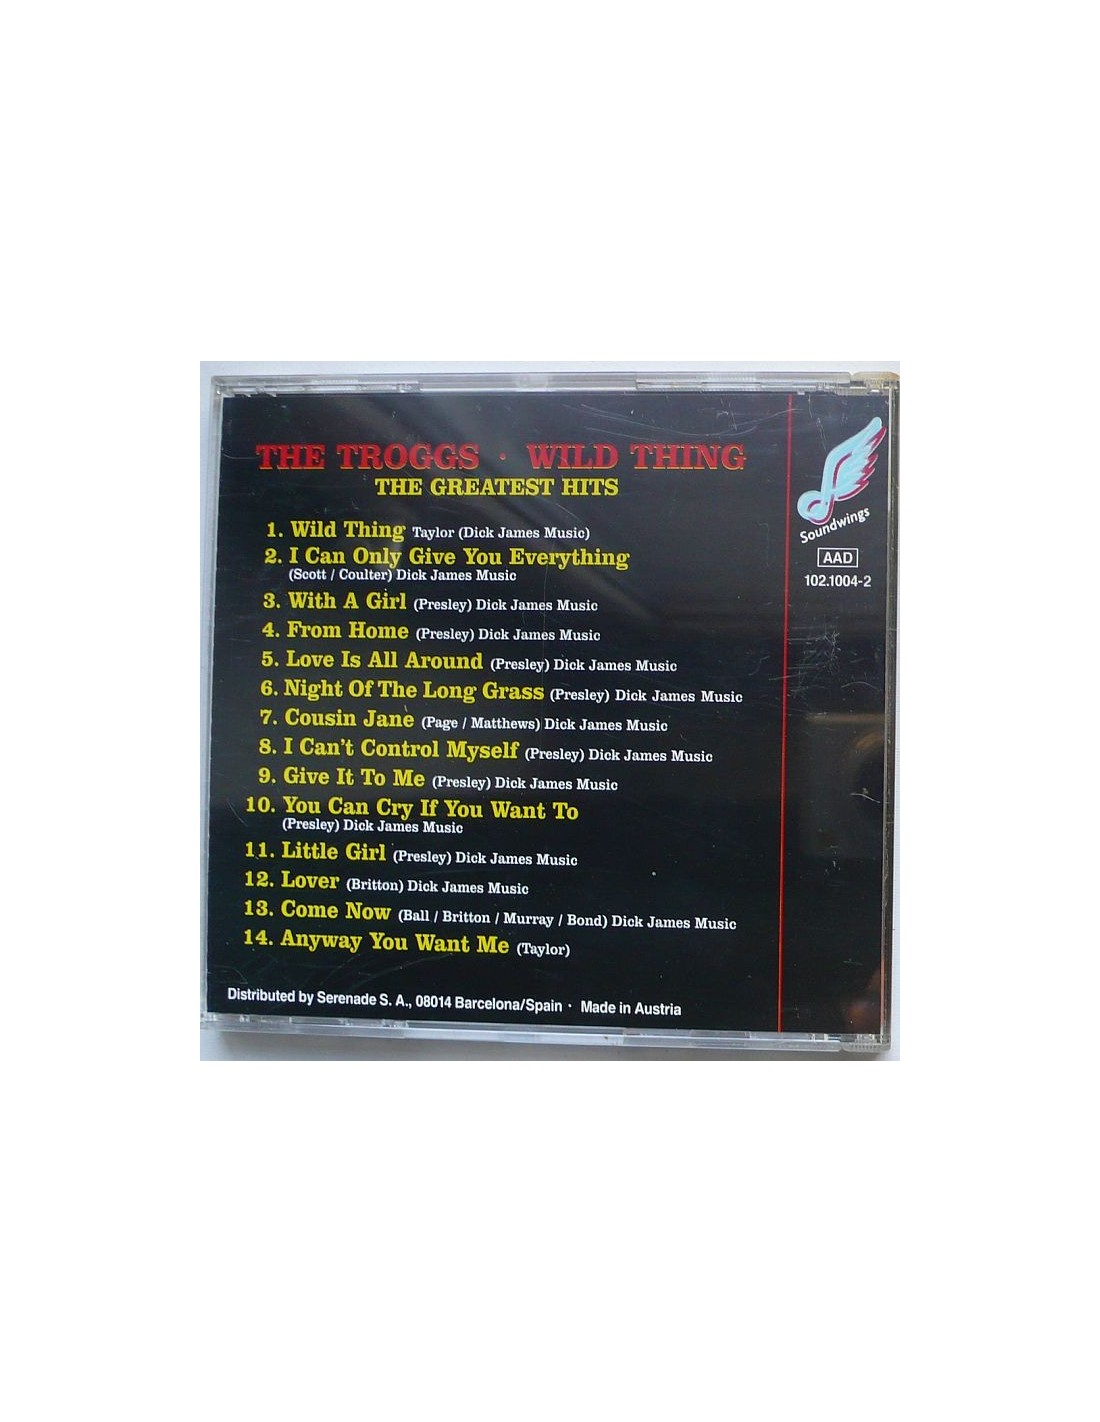 THE TROGGS · WILD THING
THE GREATEST HITS
1. Wild Thing Taylor (Dick James Music)
2. I Can Only Give You Everything
(Scott / Coulter) Dick James Music
3. With A Girl (Presley) Dick James Music
4. From Home (Presley) Dick James Music
5. Love Is All Around (Presley) Dick James Music
6. Night Of The Long Grass (Presley) Dick James Music
7. Cousin Jane (Page / Matthews) Dick James Music
8. I Can't Control Myself (Presley) Dick James Music
9. Give It To Me (Presley) Dick James Music
10. You Can Cry If You Want To
(Presley) Dick James Music
11. Little Girl (Presley) Dick James Music
12. Lover (Britton) Dick James Music
13. Come Now (Ball / Britton / Murray / Bond) Dick James Music
14. Anyway You Want Me (Taylor)
Distributed by Serenade S. A., 08014 Barcelona/Spain · Made in Austria
Soundwings
AAD
102.1004-2